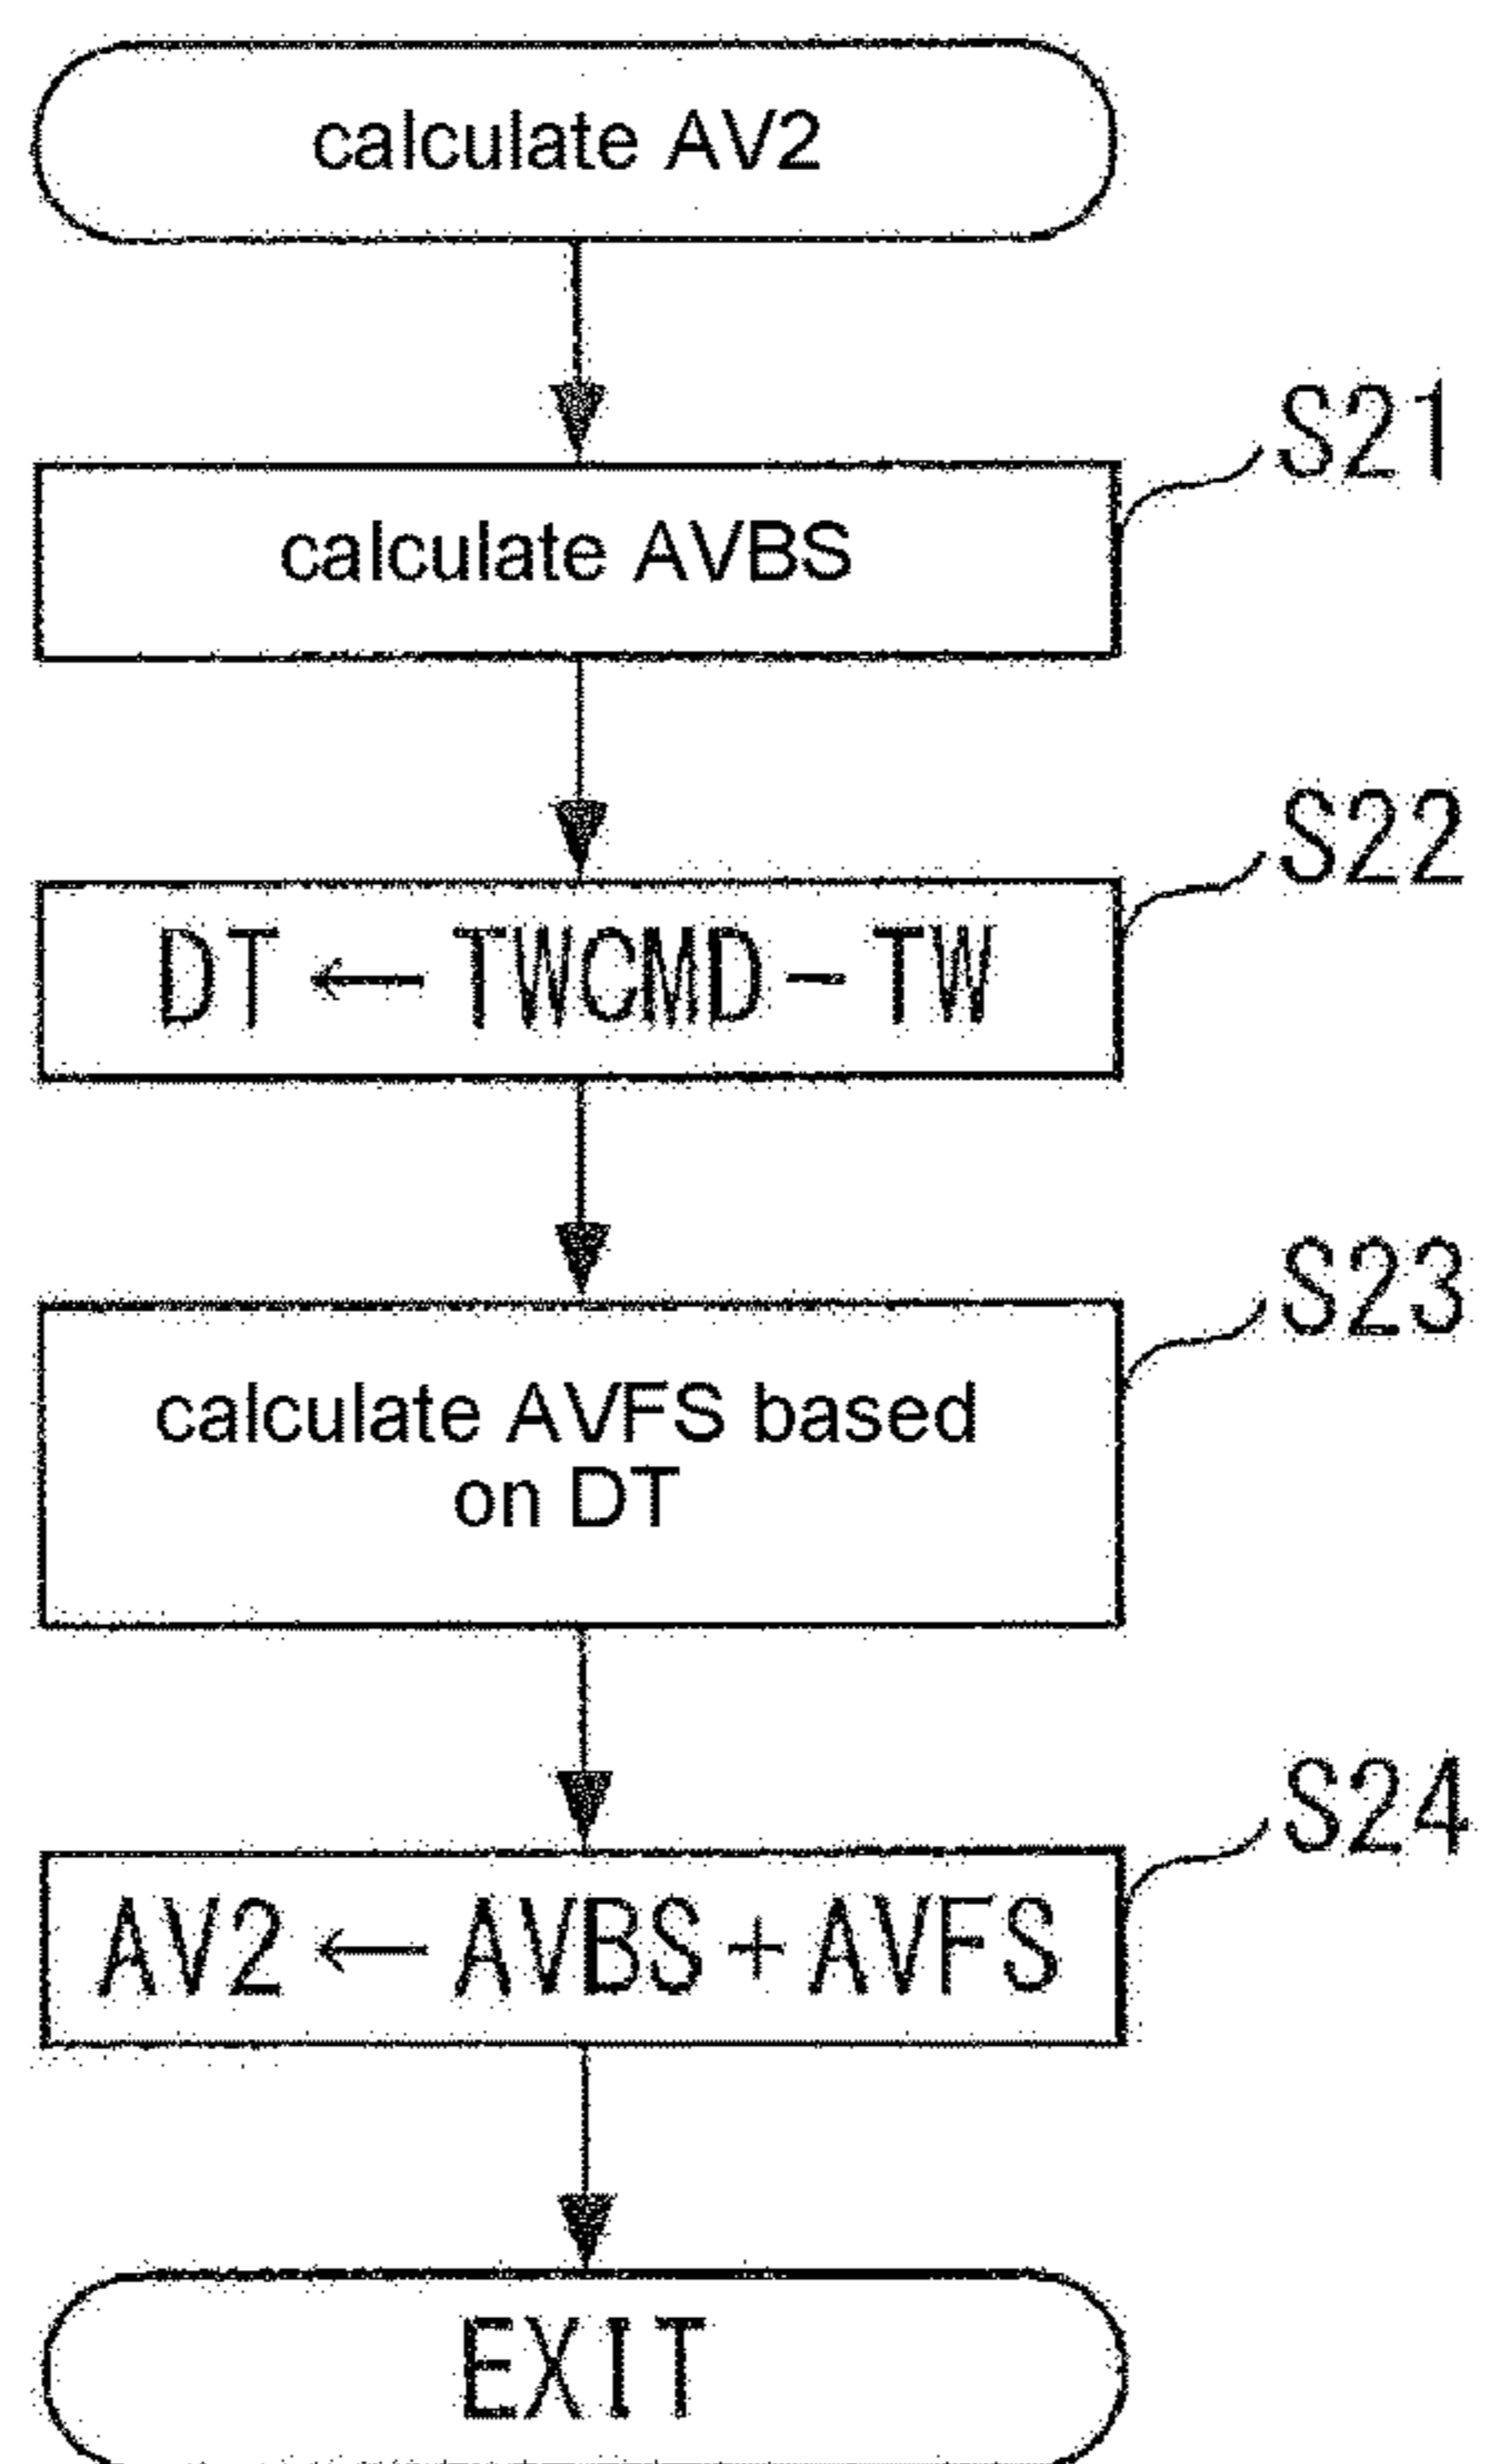 calculate AV2
S21
calculate AVBS
S22
DT ← TWCMD - TW
S23
calculate AVFS based
on DT
S24
AV2 ← AVBS + AVFS
EXIT